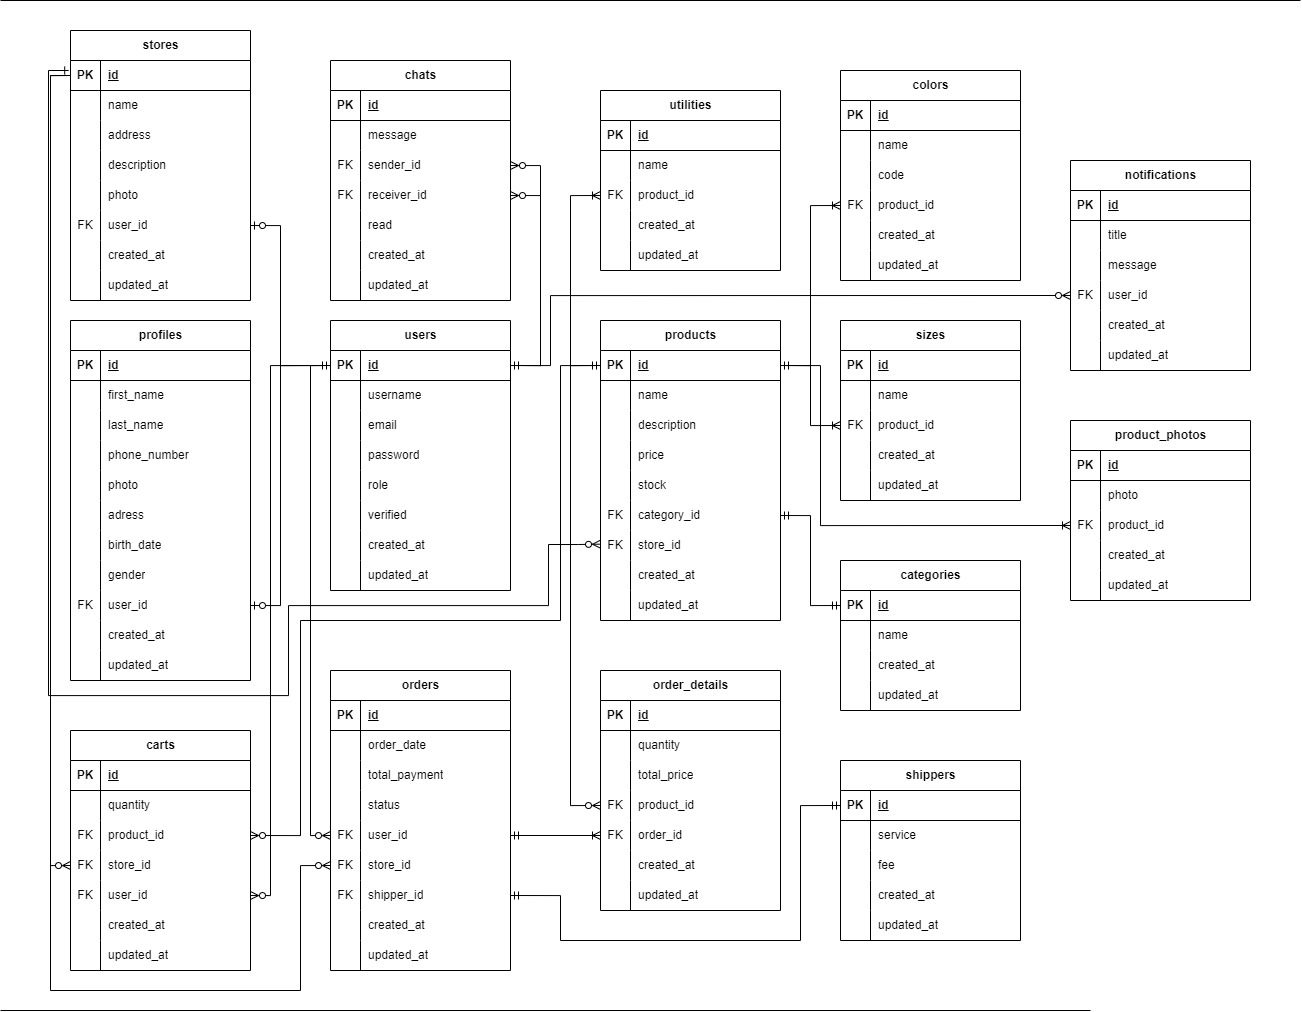 stores
PK id
name
address
description
photo
FK user_id
created_at
updated_at
chats
PK id
message
FK sender_id
FK receiver_id
read
created_at
updated_at
utilities
PK id
name
FK product_id
created_at
updated_at
colors
PK id
name
code
FK product_id
created_at
updated_at
notifications
PK id
title
message
FK user_id
created_at
updated_at
profiles
PK id
first_name
last_name
phone_number
photo
adress
birth_date
gender
FK user_id
created_at
updated_at
users
PK id
username
email
password
role
verified
created_at
updated_at
products
PK id
name
description
price
stock
FK category_id
FK store_id
created_at
updated_at
sizes
PK id
name
FK product_id
created_at
updated_at
product_photos
PK id
photo
FK product_id
created_at
updated_at
categories
PK id
name
created_at
updated_at
carts
PK id
quantity
FK product_id
FK store_id
FK user_id
created_at
updated_at
orders
PK id
order_date
total_payment
status
FK user_id
FK store_id
FK shipper_id
created_at
updated_at
order_details
PK id
quantity
total_price
FK product_id
FK order_id
created_at
updated_at
shippers
PK id
service
fee
created_at
updated_at